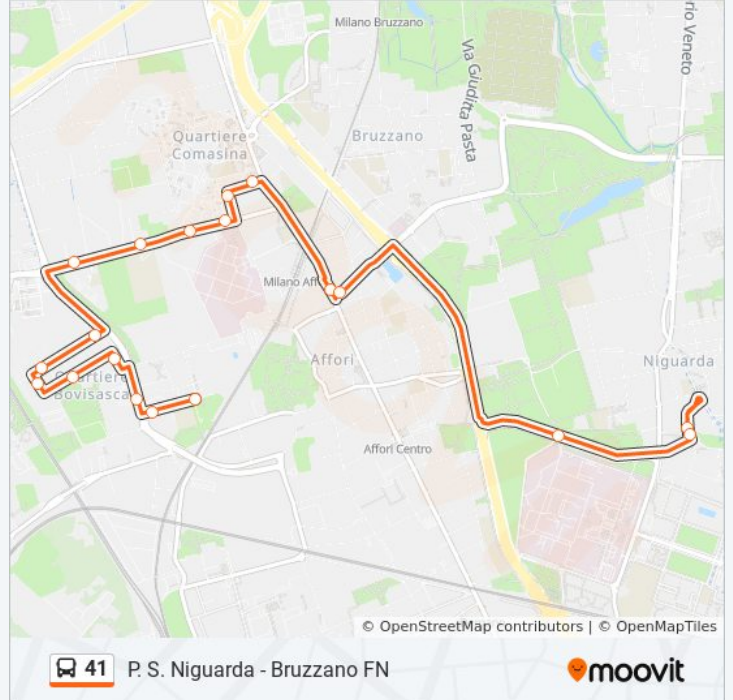 Milano Bruzzano
rio Veneto
Via Giuditta Pasta
Quartiere
Comasina
Bruzzano
Milano Aff
Affori
Niguarda
Quartiere
Bovisasca
Affori Centro
© OpenStreetMap contributors | © OpenMapTiles
41 P. S. Niguarda - Bruzzano FN
moovit